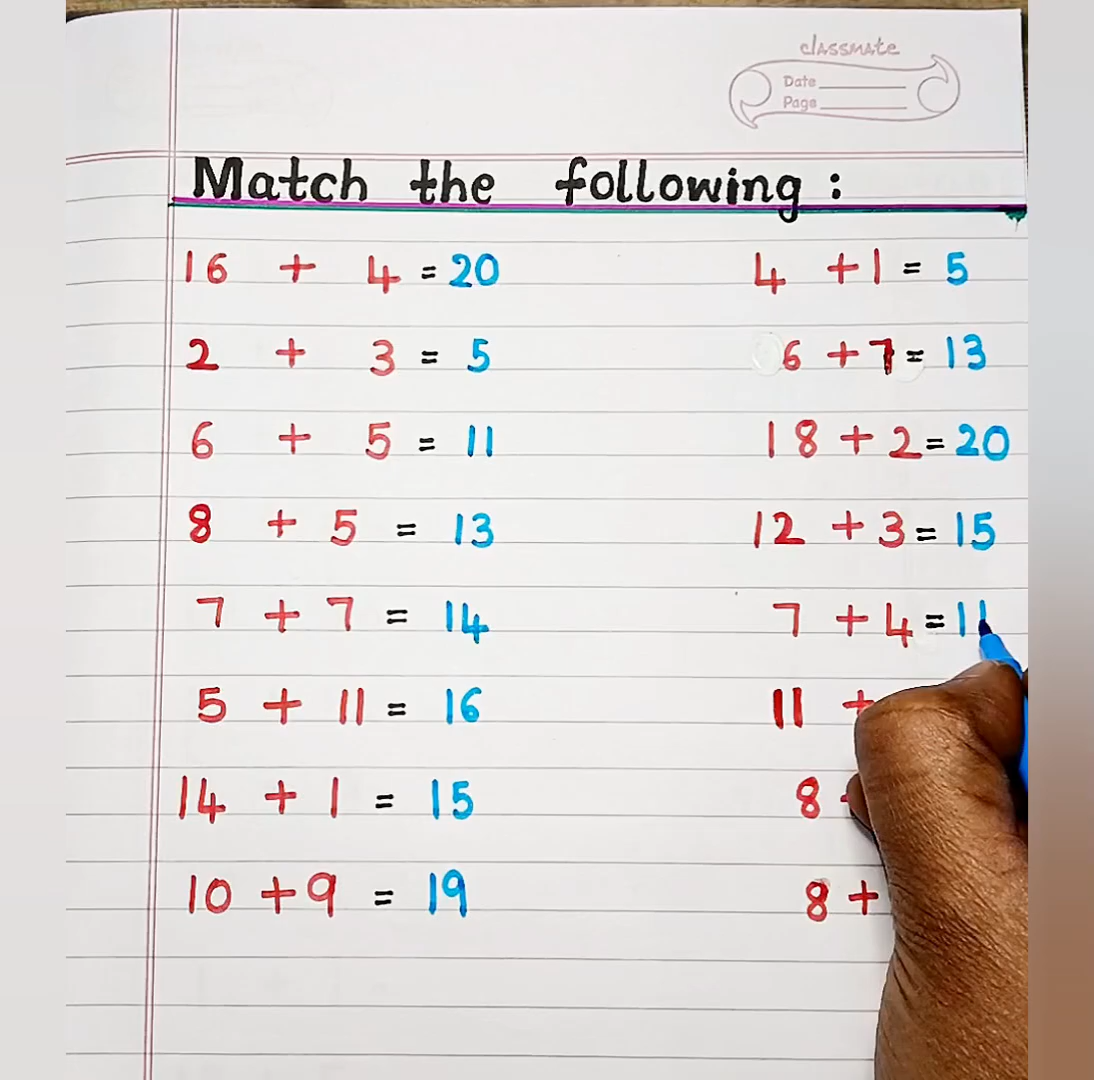 classmate
Date
Page
Match the following :
16 + 4 = 20 4 + 1 = 5
2 + 3 = 5 6 + 7 = 13
6 + 5 = 11 18 + 2 = 20
8 + 5 = 13 12 + 3 = 15
7 + 7 = 14 7 + 4 = 11
5 + 11 = 16 11 +
14 + 1 = 15 8
10 + 9 = 19 8 +